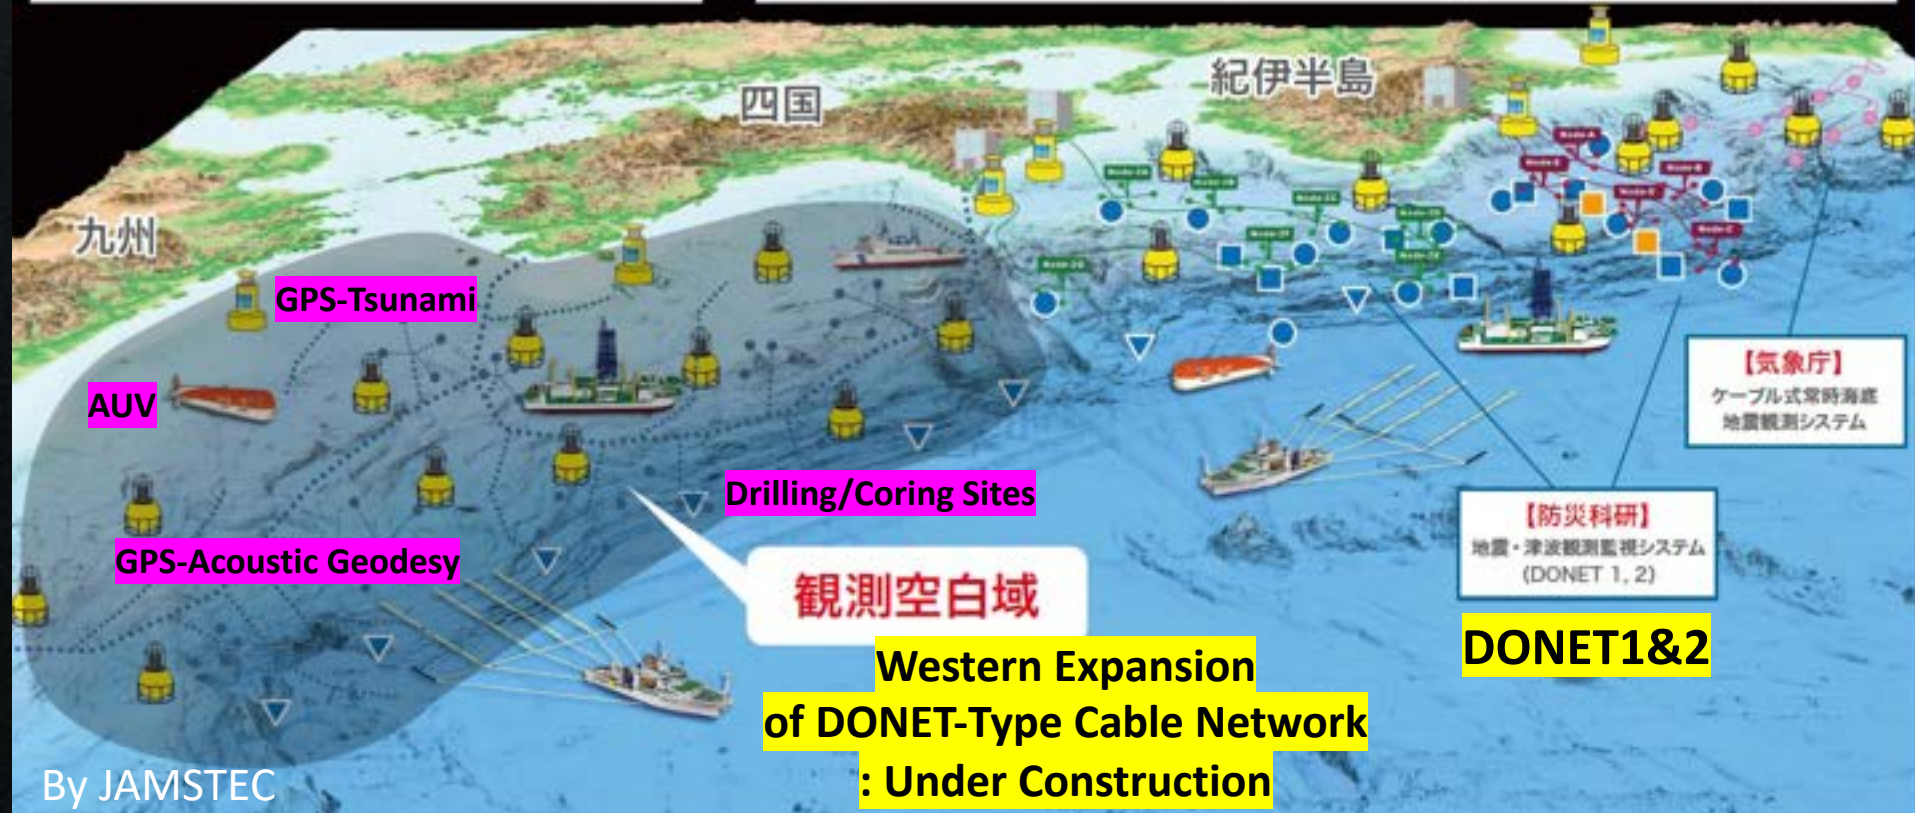 紀伊半島
四国
九州
GPS-Tsunami
AUV
Drilling/Coring Sites
GPS-Acoustic Geodesy
Node-A
Node-B
Node-C
【気象庁】
ケーブル式常時海底
地震観測システム
【防災科研】
地震・津波観測監視システム
(DONET 1, 2)
観測空白域
DONET1&2
Western Expansion
of DONET-Type Cable Network
: Under Construction
By JAMSTEC